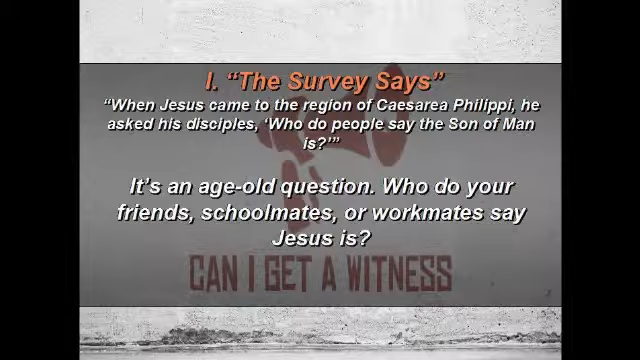 I. “The Survey Says”
“When Jesus came to the region of Caesarea Philippi, he
asked his disciples, ‘Who do people say the Son of Man
is?’”
It’s an age-old question. Who do your
friends, schoolmates, or workmates say
Jesus is?
CAN I GET A WITNESS